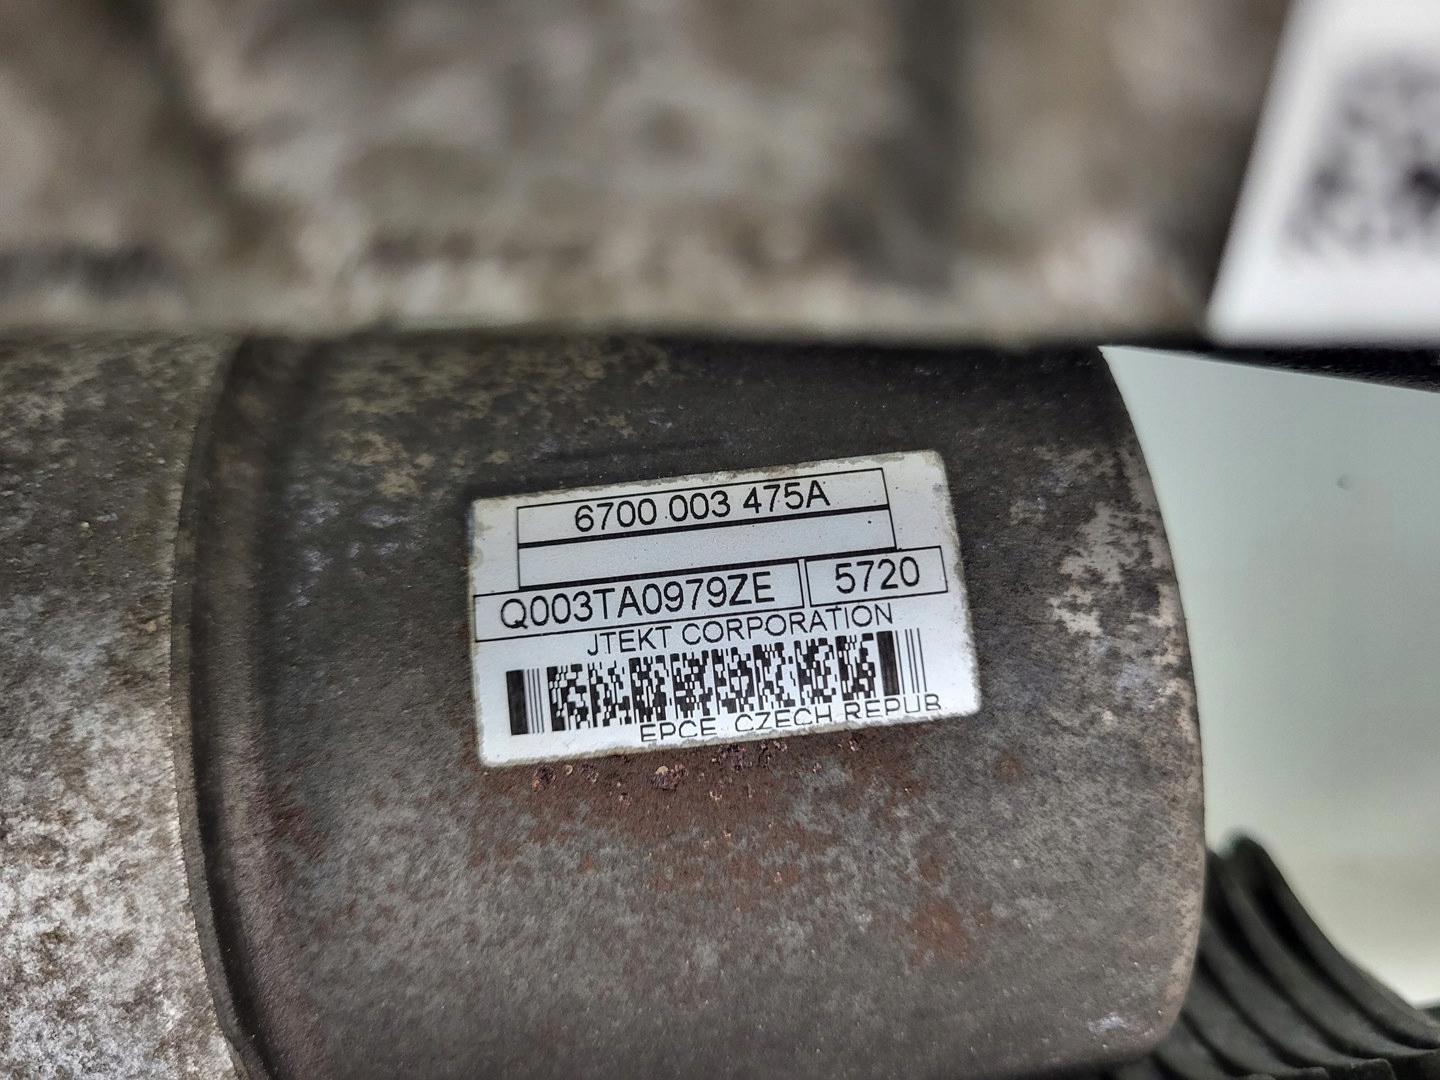 6700 003 475A
Q003TA0979ZE 5720
JTEKT CORPORATION
EPCE CZECH REPUB